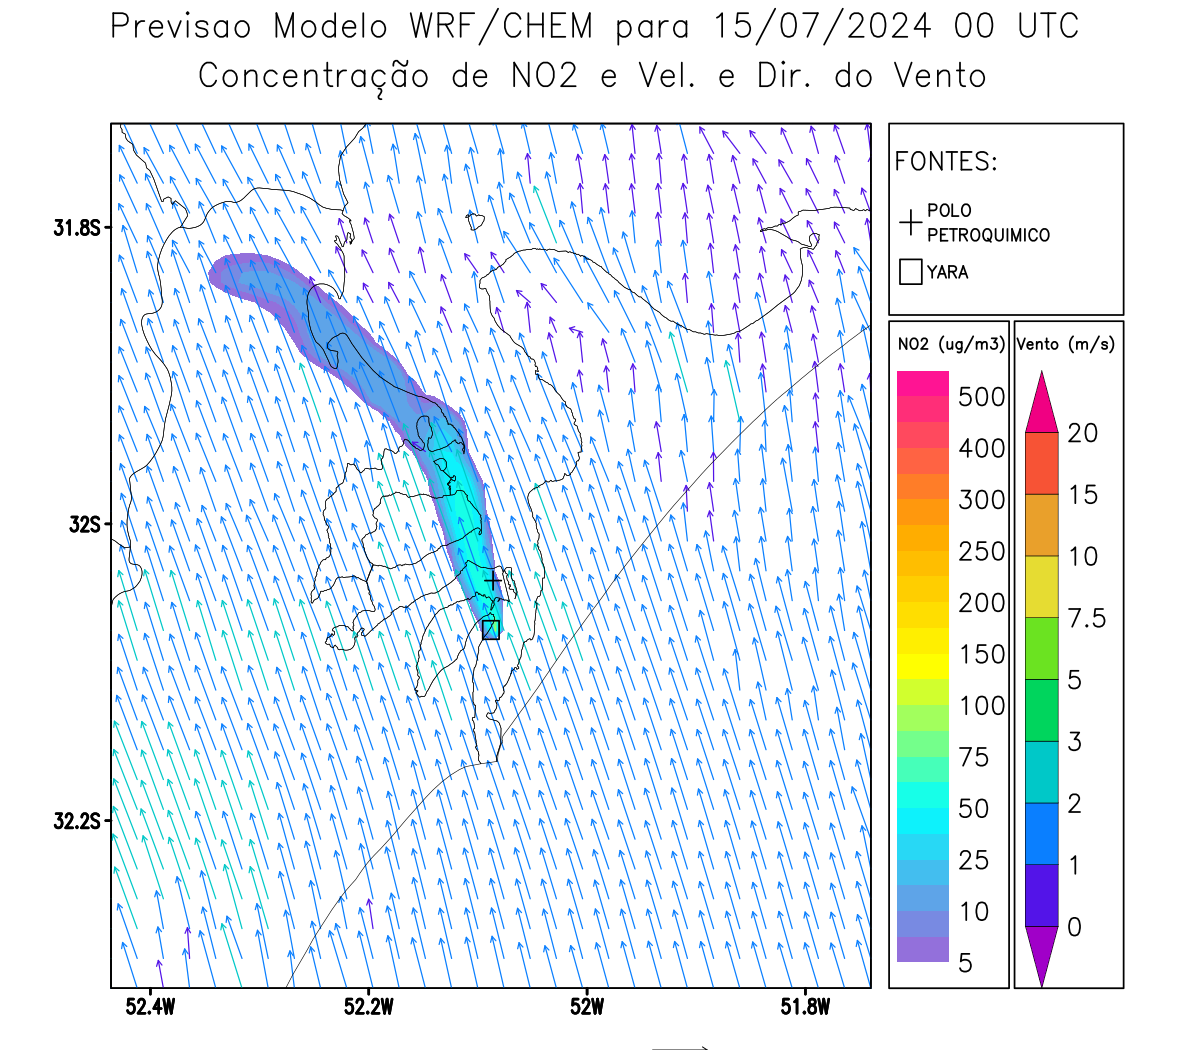 Previsao Modelo WRF/CHEM para 15/07/2024 00 UTC
Concentração de NO2 e Vel. e Dir. do Vento
FONTES:
POLO
PETROQUIMICO
YARA
NO2 (ug/m3)
500
400
300
250
200
150
100
75
50
25
10
5
Vento (m/s)
20
15
10
7.5
5
3
2
1
0
31.8S
32S
32.2S
52.4W
52.2W
52W
51.8W